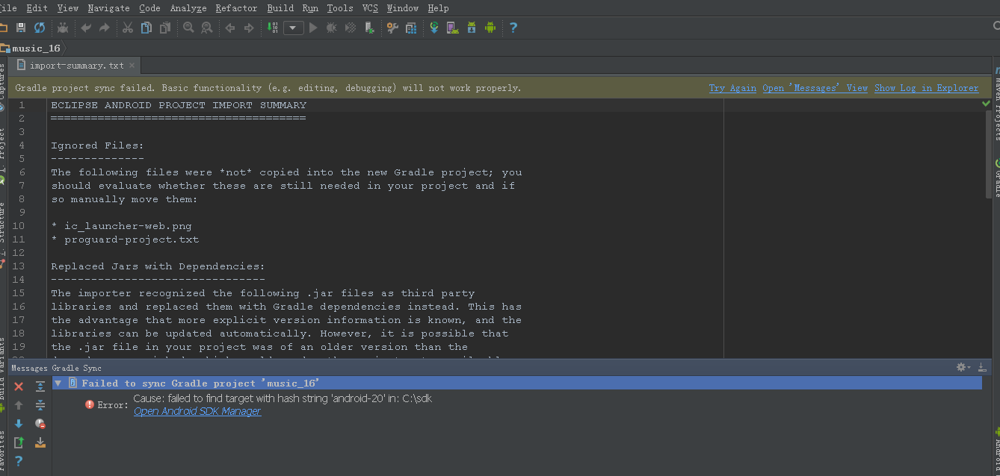 ile Edit View Navigate Code Analyze Refactor Build Run Tools VCS Window Help
music_16
import-summary.txt
Gradle project sync failed. Basic functionality (e.g. editing, debugging) will not work properly. Try Again Open 'Messages' View Show Log in Explorer
1 ECLIPSE ANDROID PROJECT IMPORT SUMMARY
2 ======================================
3
4 Ignored Files:
5 --------------
6 The following files were *not* copied into the new Gradle project; you
7 should evaluate whether these are still needed in your project and if
8 so manually move them:
9
10 * ic_launcher-web.png
11 * proguard-project.txt
12
13 Replaced Jars with Dependencies:
14 --------------------------------
15 The importer recognized the following .jar files as third party
16 libraries and replaced them with Gradle dependencies instead. This has
17 the advantage that more explicit version information is known, and the
18 libraries can be updated automatically. However, it is possible that
19 the .jar file in your project was of an older version than the
Messages Gradle Sync
Failed to sync Gradle project 'music_16'
Error: Cause: failed to find target with hash string 'android-20' in: C:\sdk
Open Android SDK Manager
Captures
1: Project
Structure
Build Variants
Favorites
Maven Projects
Gradle
Android